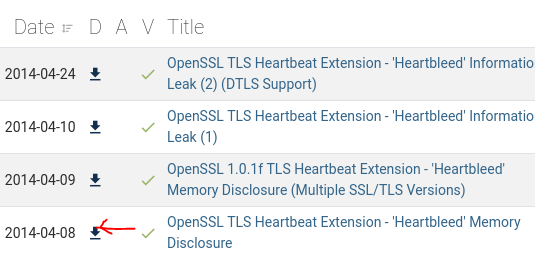 Date D A V Title
2014-04-24 OpenSSL TLS Heartbeat Extension - 'Heartbleed' Informatio
Leak (2) (DTLS Support)
2014-04-10 OpenSSL TLS Heartbeat Extension - 'Heartbleed' Informatio
Leak (1)
2014-04-09 OpenSSL 1.0.1f TLS Heartbeat Extension - 'Heartbleed'
Memory Disclosure (Multiple SSL/TLS Versions)
2014-04-08 OpenSSL TLS Heartbeat Extension - 'Heartbleed' Memory
Disclosure